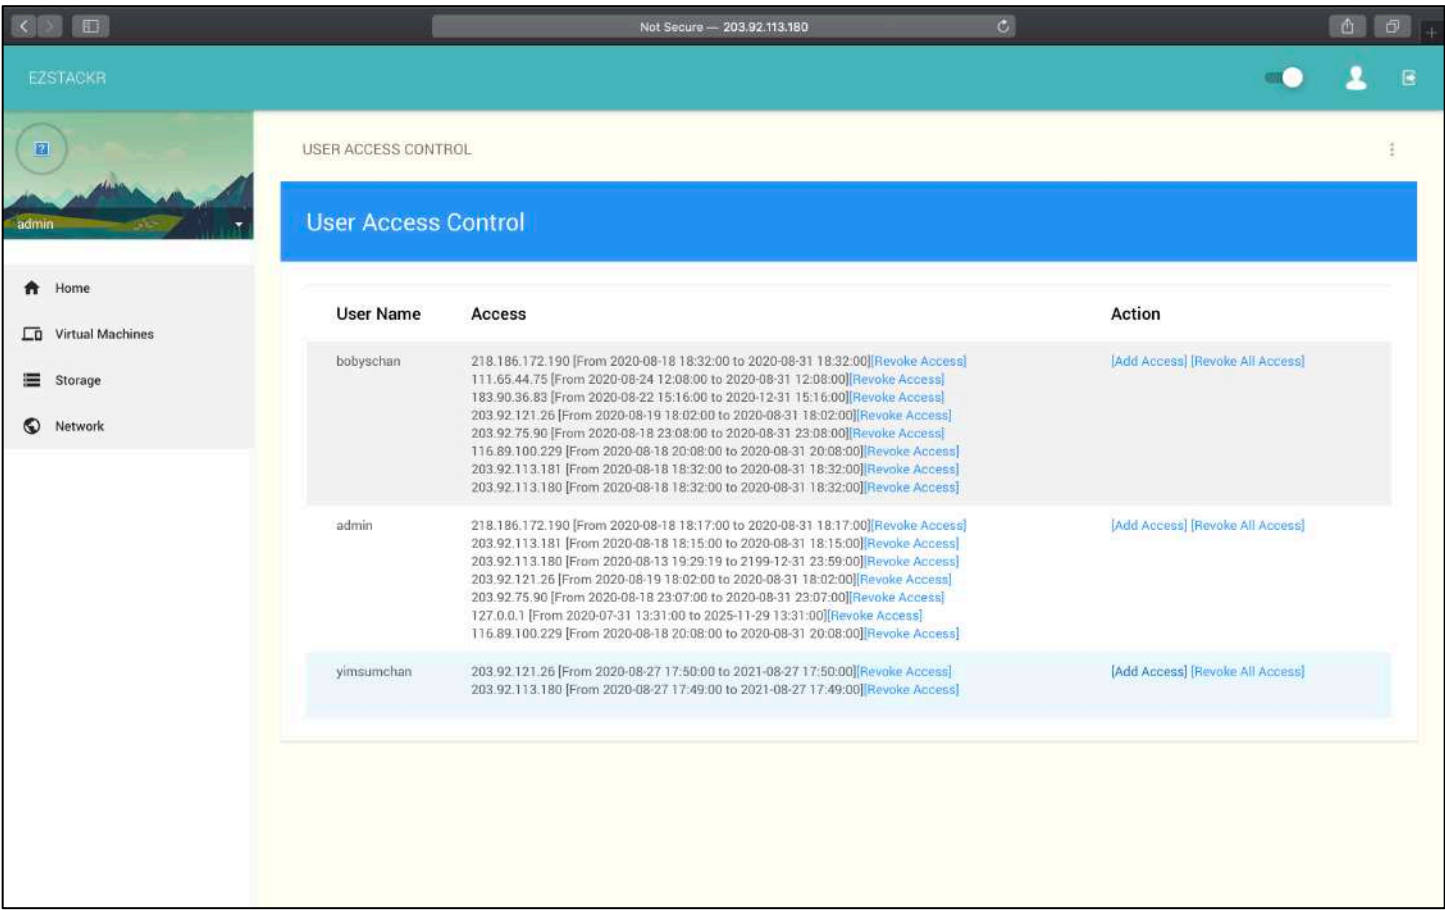 Not Secure — 203.92.113.180
EZSTACKR
admin
Home
Virtual Machines
Storage
Network
USER ACCESS CONTROL
User Access Control
User Name Access Action
bobyschan 218.186.172.190 [From 2020-08-18 18:32:00 to 2020-08-31 18:32:00][Revoke Access] [Add Access] [Revoke All Access]
111.65.44.75 [From 2020-08-24 12:08:00 to 2020-08-31 12:08:00][Revoke Access]
183.90.36.83 [From 2020-08-22 15:16:00 to 2020-12-31 15:16:00][Revoke Access]
203.92.121.26 [From 2020-08-19 18:02:00 to 2020-08-31 18:02:00][Revoke Access]
203.92.75.90 [From 2020-08-18 23:08:00 to 2020-08-31 23:08:00][Revoke Access]
116.89.100.229 [From 2020-08-18 20:08:00 to 2020-08-31 20:08:00][Revoke Access]
203.92.113.181 [From 2020-08-18 18:32:00 to 2020-08-31 18:32:00][Revoke Access]
203.92.113.180 [From 2020-08-18 18:32:00 to 2020-08-31 18:32:00][Revoke Access]
admin 218.186.172.190 [From 2020-08-18 18:17:00 to 2020-08-31 18:17:00][Revoke Access] [Add Access] [Revoke All Access]
203.92.113.181 [From 2020-08-18 18:15:00 to 2020-08-31 18:15:00][Revoke Access]
203.92.113.180 [From 2020-08-13 19:29:19 to 2199-12-31 23:59:00][Revoke Access]
203.92.121.26 [From 2020-08-19 18:02:00 to 2020-08-31 18:02:00][Revoke Access]
203.92.75.90 [From 2020-08-18 23:07:00 to 2020-08-31 23:07:00][Revoke Access]
127.0.0.1 [From 2020-07-31 13:31:00 to 2025-11-29 13:31:00][Revoke Access]
116.89.100.229 [From 2020-08-18 20:08:00 to 2020-08-31 20:08:00][Revoke Access]
yimsumchan 203.92.121.26 [From 2020-08-27 17:50:00 to 2021-08-27 17:50:00][Revoke Access] [Add Access] [Revoke All Access]
203.92.113.180 [From 2020-08-27 17:49:00 to 2021-08-27 17:49:00][Revoke Access]